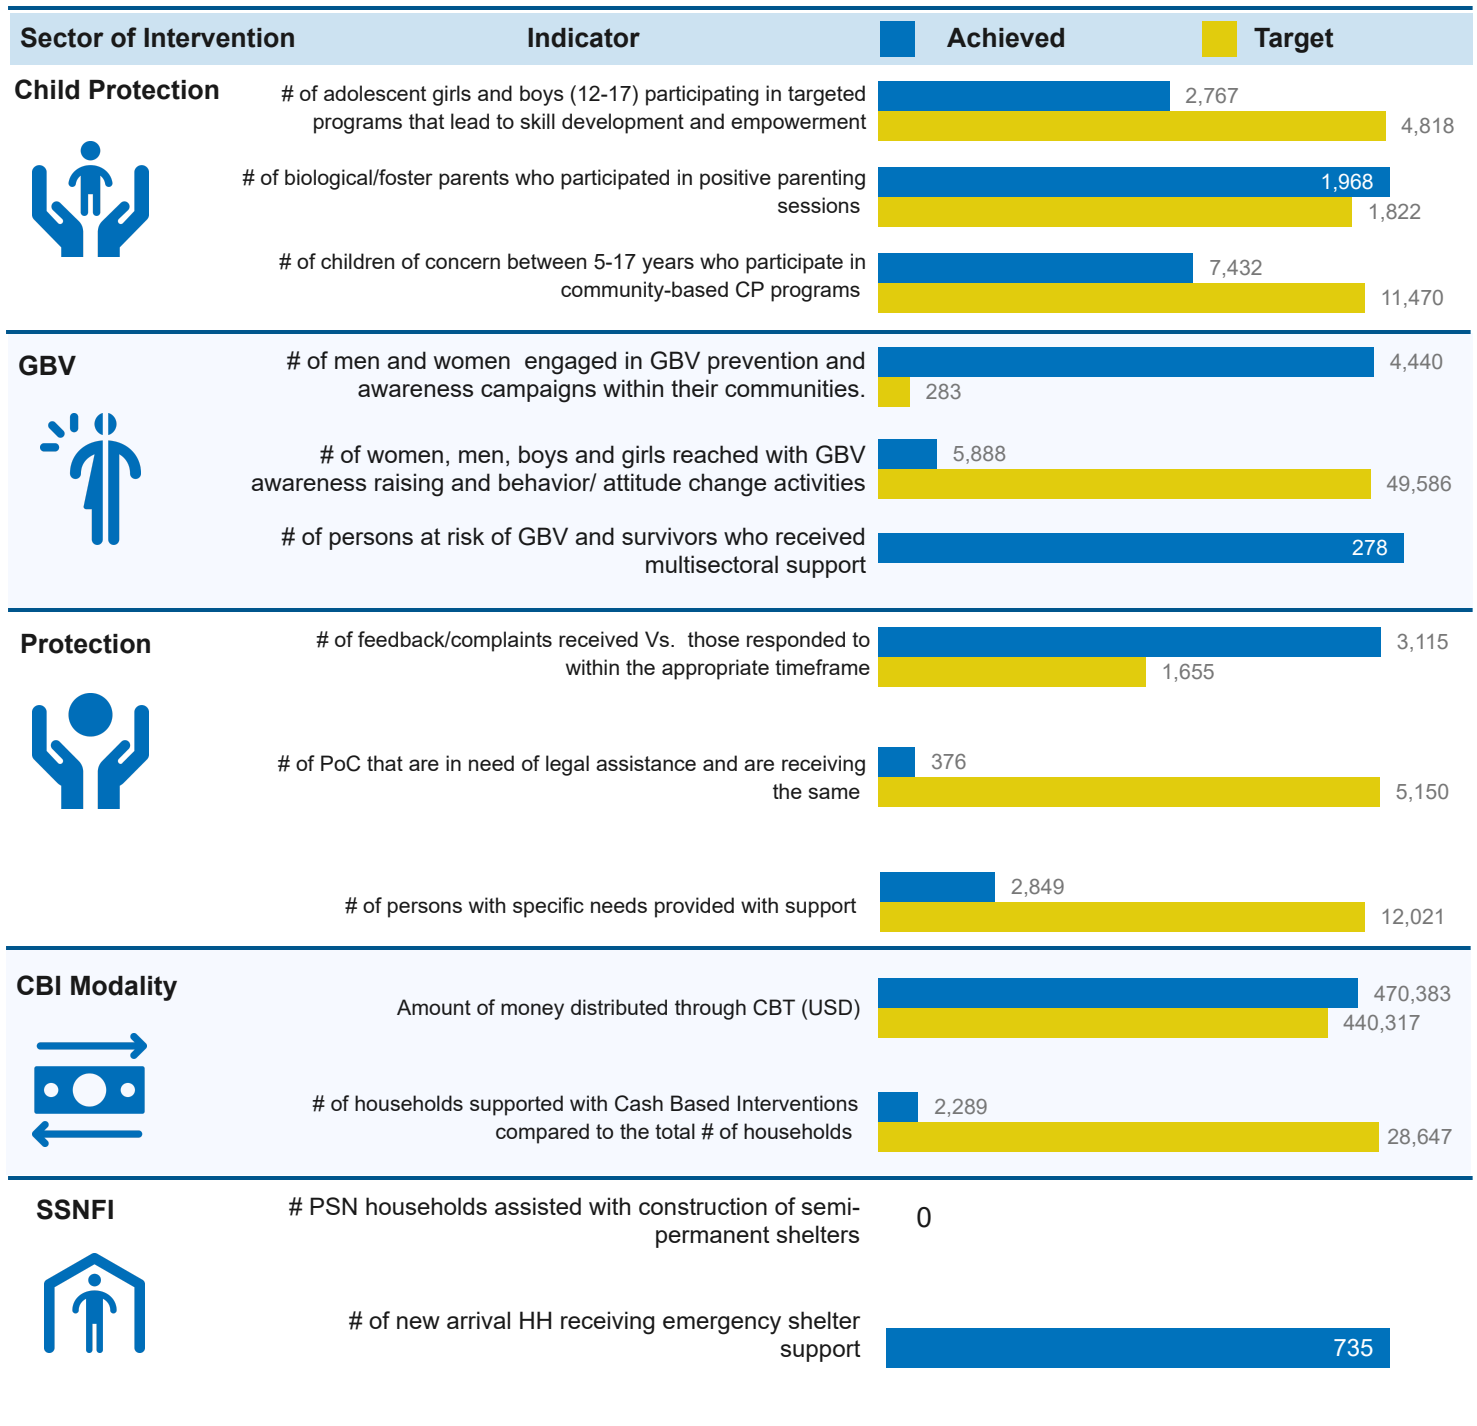 Sector of Intervention Indicator Achieved Target
Child Protection
# of adolescent girls and boys (12-17) participating in targeted
programs that lead to skill development and empowerment
2,767
4,818
# of biological/foster parents who participated in positive parenting
sessions
1,968
1,822
# of children of concern between 5-17 years who participate in
community-based CP programs
7,432
11,470
GBV
# of men and women engaged in GBV prevention and
awareness campaigns within their communities.
4,440
283
# of women, men, boys and girls reached with GBV
awareness raising and behavior/ attitude change activities
5,888
49,586
# of persons at risk of GBV and survivors who received
multisectoral support
278
Protection
# of feedback/complaints received Vs. those responded to
within the appropriate timeframe
3,115
1,655
# of PoC that are in need of legal assistance and are receiving
the same
376
5,150
# of persons with specific needs provided with support
2,849
12,021
CBI Modality
Amount of money distributed through CBT (USD)
470,383
440,317
# of households supported with Cash Based Interventions
compared to the total # of households
2,289
28,647
SSNFI
# PSN households assisted with construction of semi-
permanent shelters
0
# of new arrival HH receiving emergency shelter
support
735